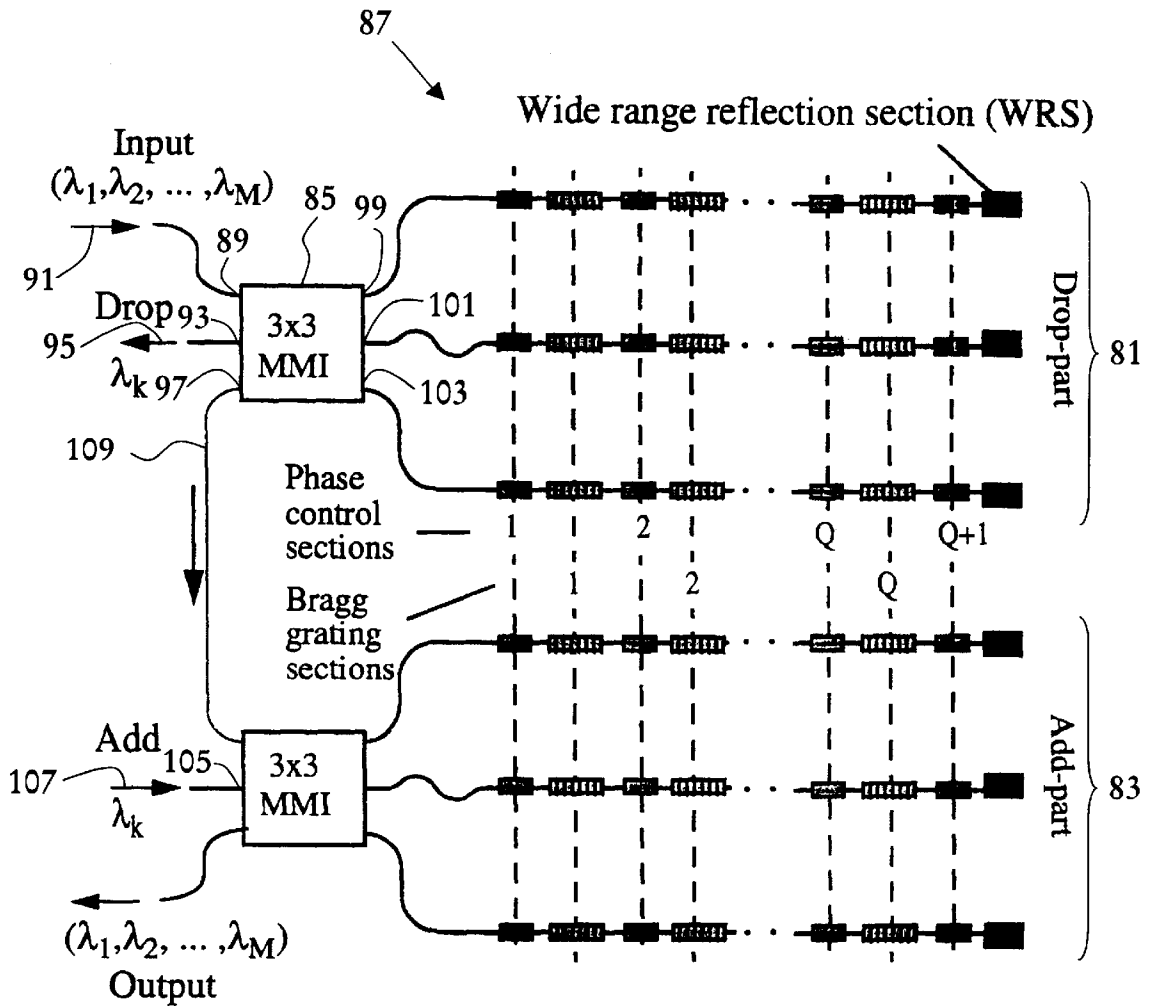 87
Wide range reflection section (WRS)
Input
(λ1,λ2, ... ,λM)
85
99
89
91
Drop
93
95
λk
97
3x3
MMI
101
103
109
Drop-part
81
Phase
control
sections
1
2
Q
Q+1
1
2
Q
Bragg
grating
sections
Add
105
107
λk
3x3
MMI
Add-part
83
(λ1,λ2, ... ,λM)
Output